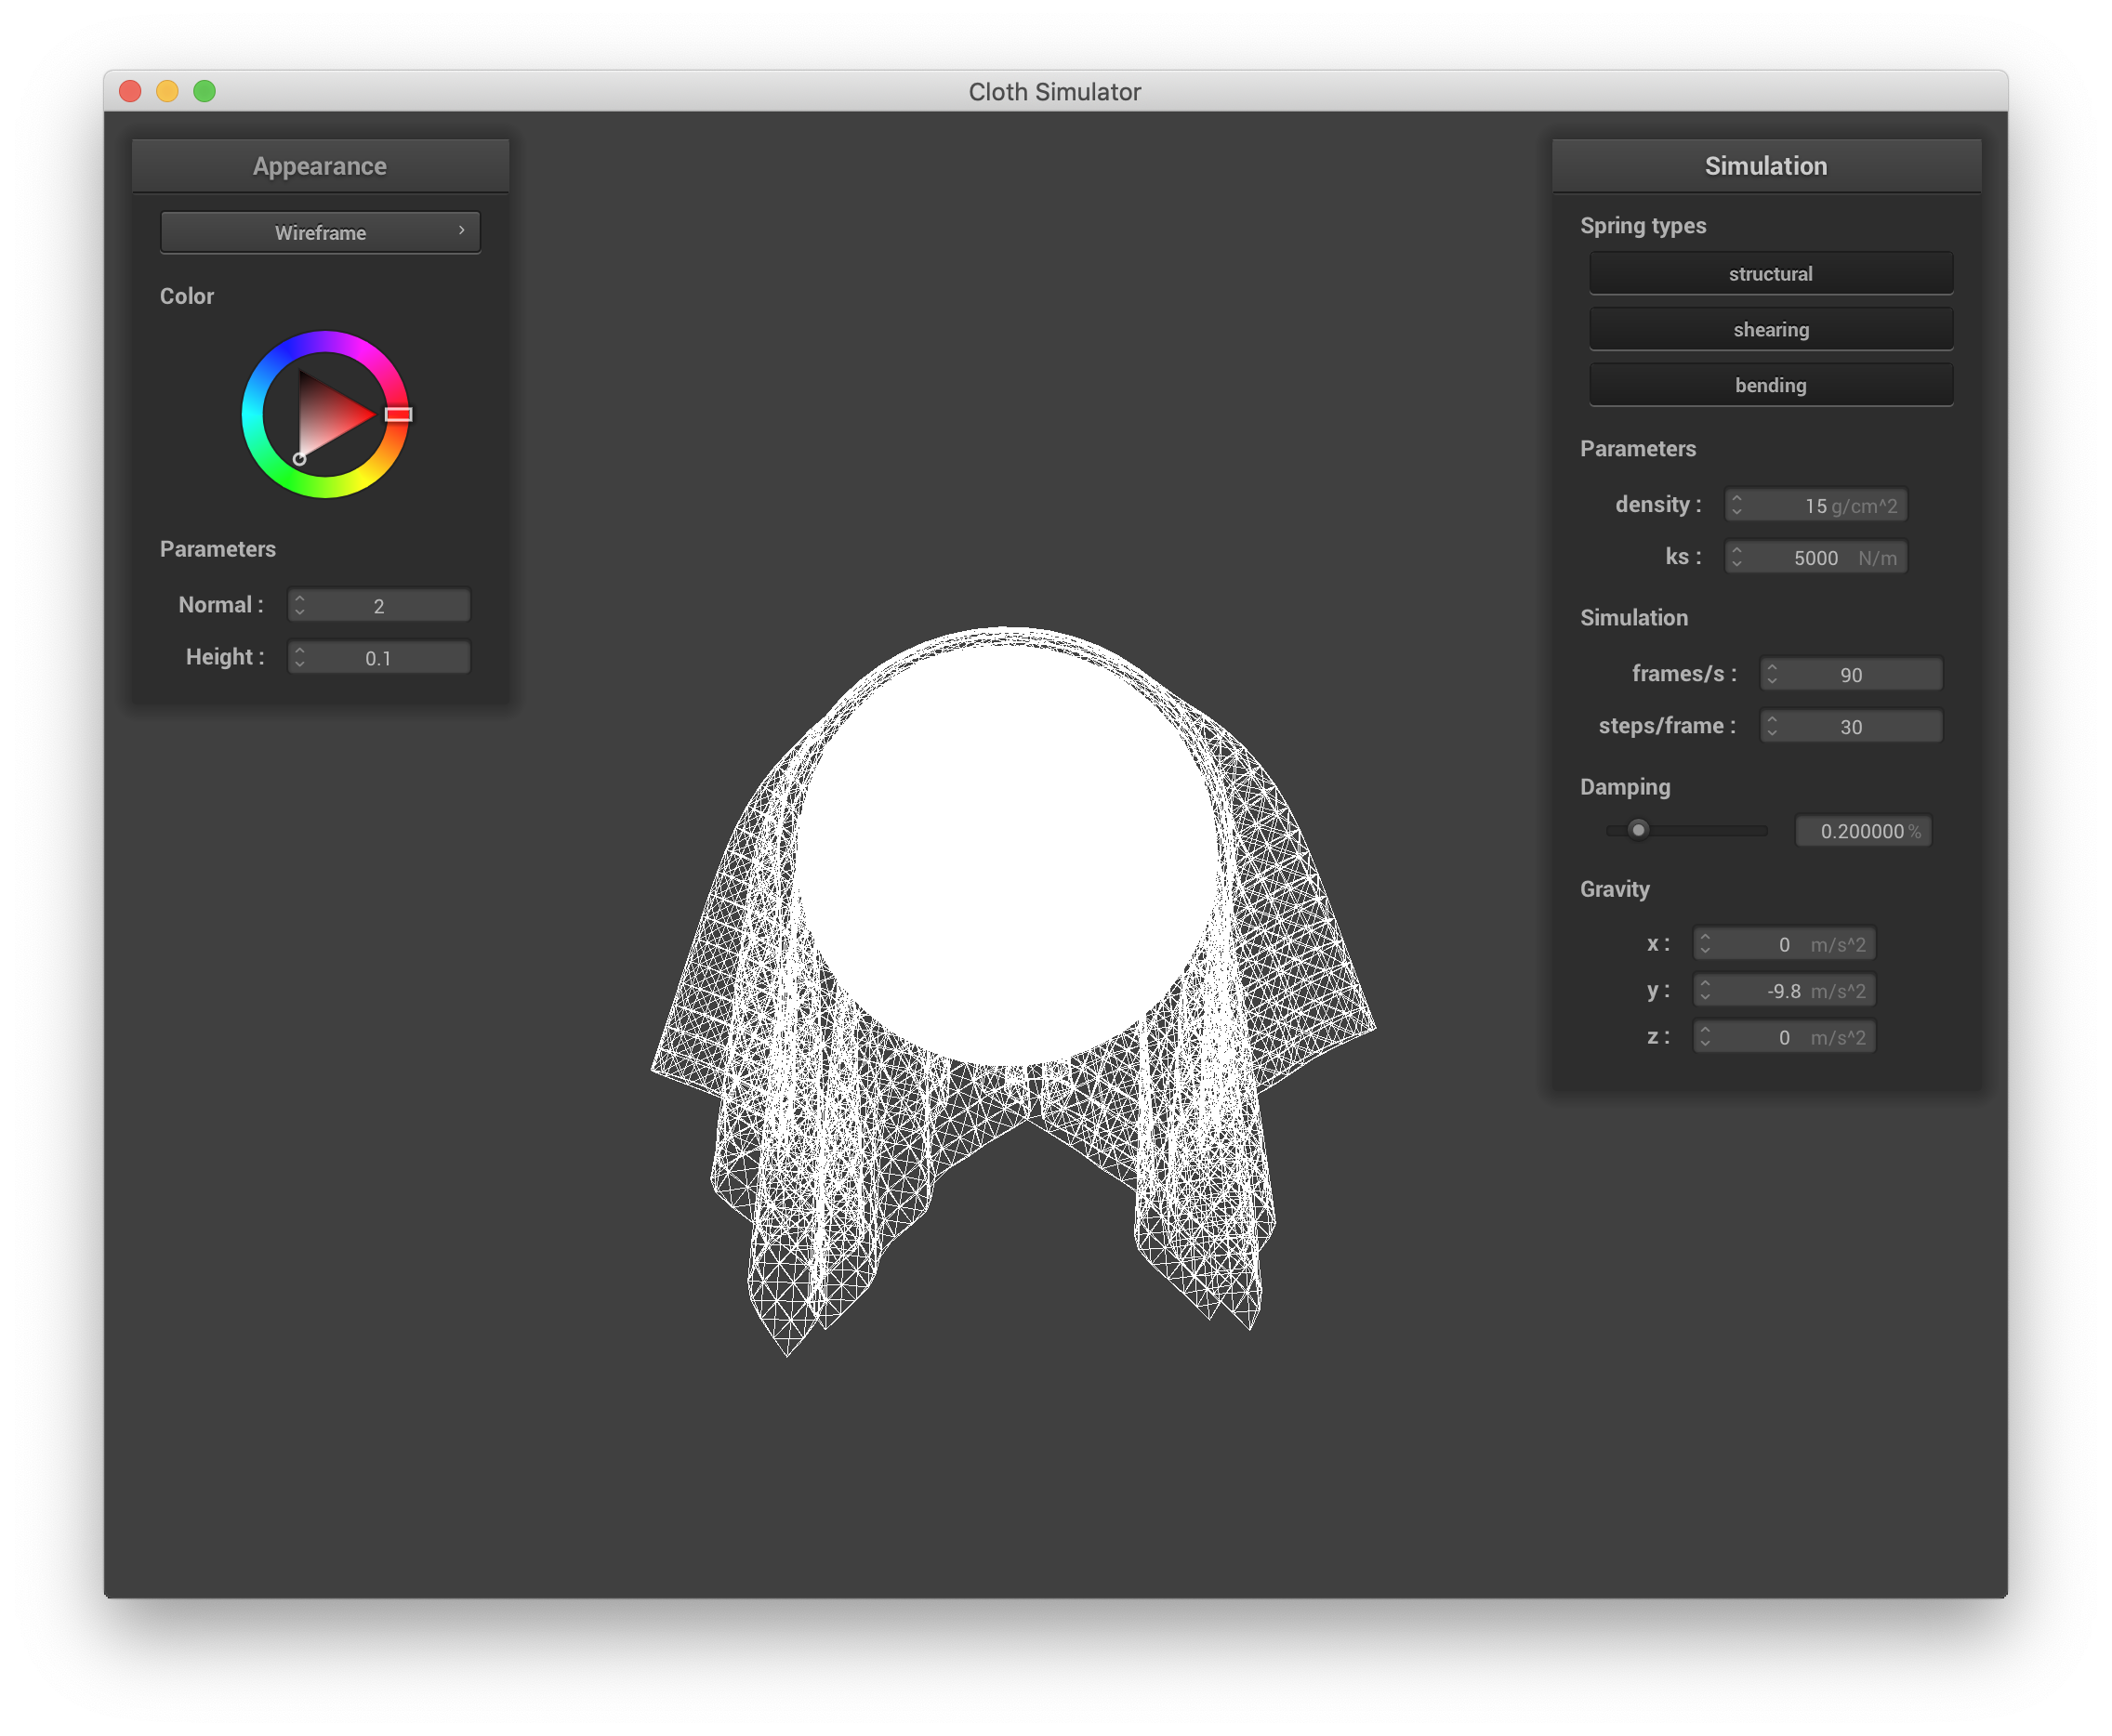 Cloth Simulator
Appearance
Wireframe
Color
Parameters
Normal : 2
Height : 0.1
Simulation
Spring types
structural
shearing
bending
Parameters
density : 15 g/cm^2
ks : 5000 N/m
Simulation
frames/s : 90
steps/frame : 30
Damping
0.200000 %
Gravity
x : 0 m/s^2
y : -9.8 m/s^2
z : 0 m/s^2